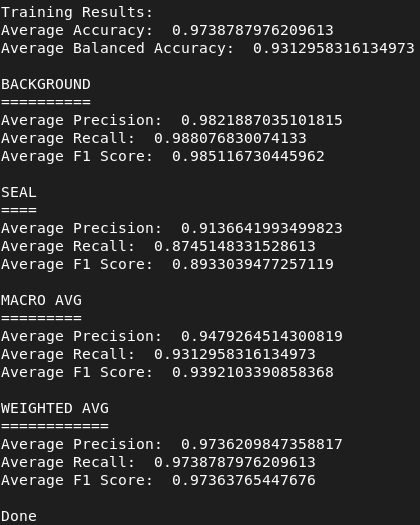 Training Results:
Average Accuracy:  0.9738787976209613
Average Balanced Accuracy:  0.9312958316134973

BACKGROUND
==========
Average Precision:  0.9821887035101815
Average Recall:  0.988076830074133
Average F1 Score:  0.985116730445962

SEAL
====
Average Precision:  0.9136641993499823
Average Recall:  0.8745148331528613
Average F1 Score:  0.8933039477257119

MACRO AVG
=========
Average Precision:  0.9479264514300819
Average Recall:  0.9312958316134973
Average F1 Score:  0.9392103390858368

WEIGHTED AVG
============
Average Precision:  0.9736209847358817
Average Recall:  0.9738787976209613
Average F1 Score:  0.97363765447676

Done